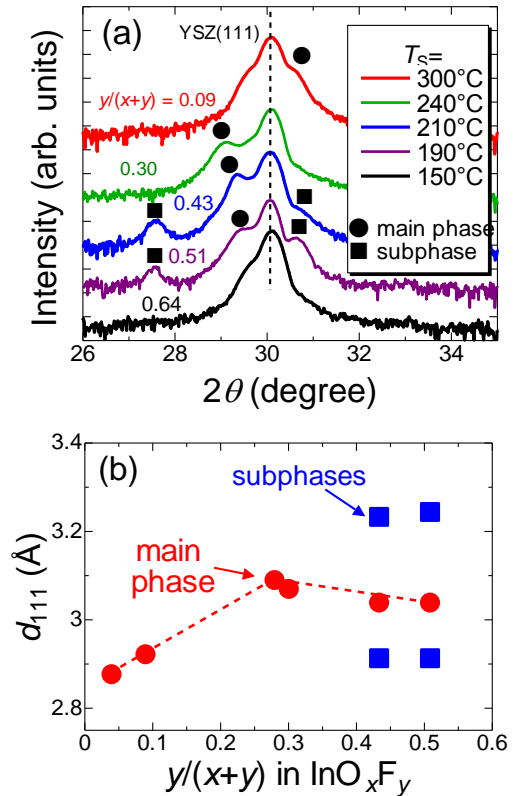 (a)
YSZ(111)
y/(x+y) = 0.09
0.30
0.43
0.51
0.64
T_S=
300°C
240°C
210°C
190°C
150°C
main phase
subphase
Intensity (arb. units)
26 28 30 32 34
2θ (degree)
(b)
subphases
main
phase
3.4
3.2
3
2.8
d₁₁₁ (Å)
0 0.1 0.2 0.3 0.4 0.5 0.6
y/(x+y) in InOₓF_y